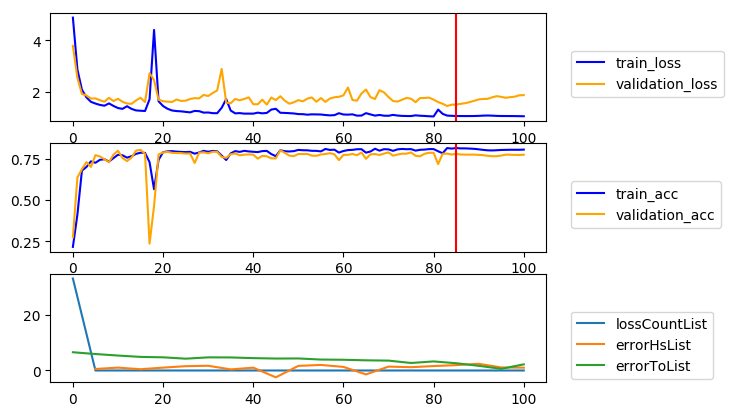 4
2
train_loss
validation_loss
0 20 40 60 80 100
0.75
0.50
0.25
train_acc
validation_acc
0 20 40 60 80 100
20
0
lossCountList
errorHsList
errorToList
0 20 40 60 80 100